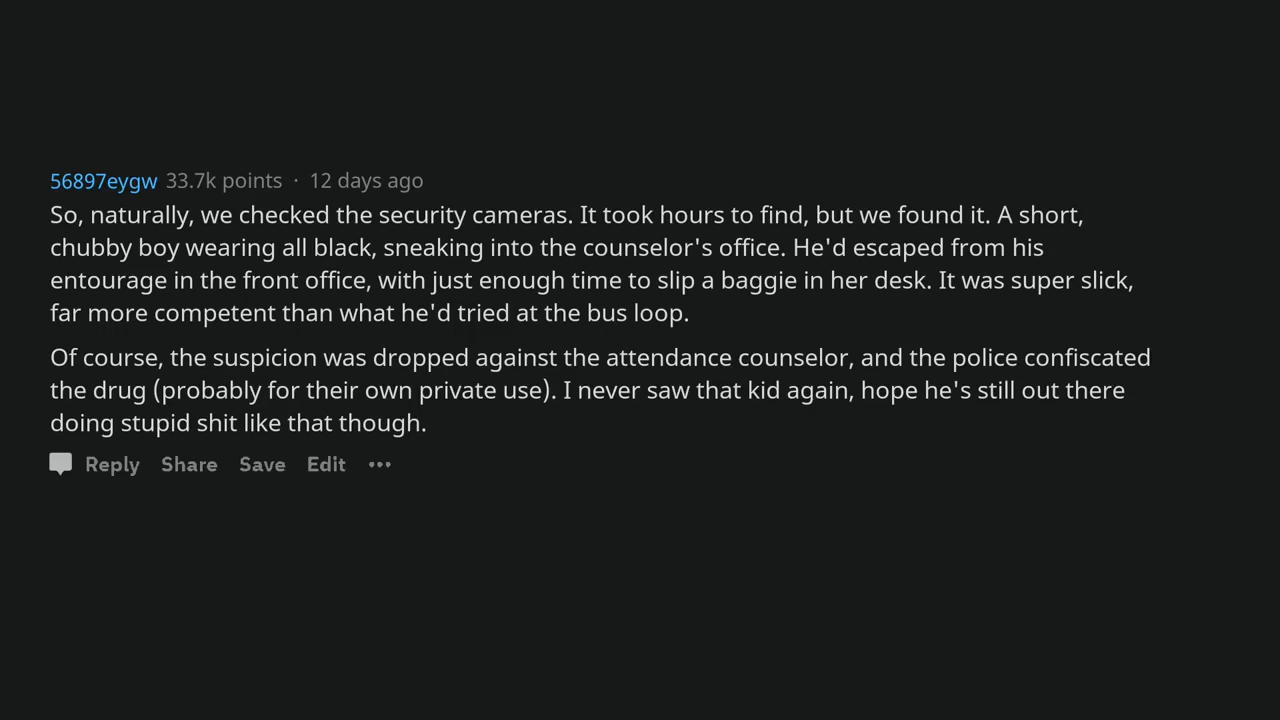 56897eygw 33.7k points · 12 days ago
So, naturally, we checked the security cameras. It took hours to find, but we found it. A short,
chubby boy wearing all black, sneaking into the counselor's office. He'd escaped from his
entourage in the front office, with just enough time to slip a baggie in her desk. It was super slick,
far more competent than what he'd tried at the bus loop.
Of course, the suspicion was dropped against the attendance counselor, and the police confiscated
the drug (probably for their own private use). I never saw that kid again, hope he's still out there
doing stupid shit like that though.
Reply Share Save Edit •••